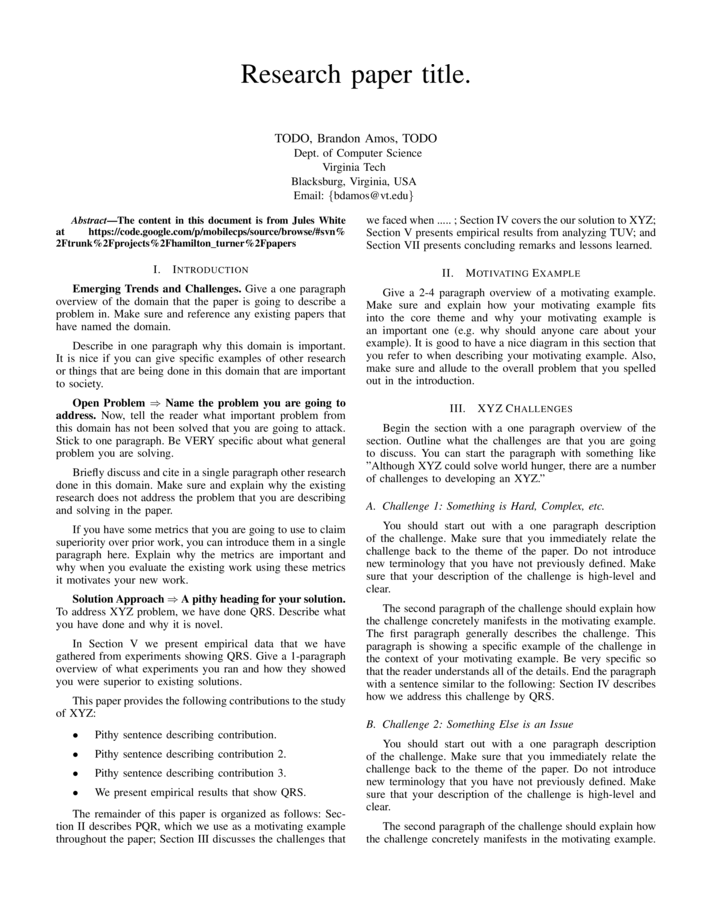 Research paper title.
TODO, Brandon Amos, TODO
Dept. of Computer Science
Virginia Tech
Blacksburg, Virginia, USA
Email: {bdamos@vt.edu}
Abstract—The content in this document is from Jules White
at https://code.google.com/p/mobilecps/source/browse/#svn%
2Ftrunk%2Fprojects%2Fhamilton_turner%2Fpapers
I. INTRODUCTION
Emerging Trends and Challenges. Give a one paragraph
overview of the domain that the paper is going to describe a
problem in. Make sure and reference any existing papers that
have named the domain.
Describe in one paragraph why this domain is important.
It is nice if you can give specific examples of other research
or things that are being done in this domain that are important
to society.
Open Problem ⇒ Name the problem you are going to
address. Now, tell the reader what important problem from
this domain has not been solved that you are going to attack.
Stick to one paragraph. Be VERY specific about what general
problem you are solving.
Briefly discuss and cite in a single paragraph other research
done in this domain. Make sure and explain why the existing
research does not address the problem that you are describing
and solving in the paper.
If you have some metrics that you are going to use to claim
superiority over prior work, you can introduce them in a single
paragraph here. Explain why the metrics are important and
why when you evaluate the existing work using these metrics
it motivates your new work.
Solution Approach ⇒ A pithy heading for your solution.
To address XYZ problem, we have done QRS. Describe what
you have done and why it is novel.
In Section V we present empirical data that we have
gathered from experiments showing QRS. Give a 1-paragraph
overview of what experiments you ran and how they showed
you were superior to existing solutions.
This paper provides the following contributions to the study
of XYZ:
• Pithy sentence describing contribution.
• Pithy sentence describing contribution 2.
• Pithy sentence describing contribution 3.
• We present empirical results that show QRS.
The remainder of this paper is organized as follows: Sec-
tion II describes PQR, which we use as a motivating example
throughout the paper; Section III discusses the challenges that
we faced when ..... ; Section IV covers the our solution to XYZ;
Section V presents empirical results from analyzing TUV; and
Section VII presents concluding remarks and lessons learned.
II. MOTIVATING EXAMPLE
Give a 2-4 paragraph overview of a motivating example.
Make sure and explain how your motivating example fits
into the core theme and why your motivating example is
an important one (e.g. why should anyone care about your
example). It is good to have a nice diagram in this section that
you refer to when describing your motivating example. Also,
make sure and allude to the overall problem that you spelled
out in the introduction.
III. XYZ CHALLENGES
Begin the section with a one paragraph overview of the
section. Outline what the challenges are that you are going
to discuss. You can start the paragraph with something like
”Although XYZ could solve world hunger, there are a number
of challenges to developing an XYZ.”
A. Challenge 1: Something is Hard, Complex, etc.
You should start out with a one paragraph description
of the challenge. Make sure that you immediately relate the
challenge back to the theme of the paper. Do not introduce
new terminology that you have not previously defined. Make
sure that your description of the challenge is high-level and
clear.
The second paragraph of the challenge should explain how
the challenge concretely manifests in the motivating example.
The first paragraph generally describes the challenge. This
paragraph is showing a specific example of the challenge in
the context of your motivating example. Be very specific so
that the reader understands all of the details. End the paragraph
with a sentence similar to the following: Section IV describes
how we address this challenge by QRS.
B. Challenge 2: Something Else is an Issue
You should start out with a one paragraph description
of the challenge. Make sure that you immediately relate the
challenge back to the theme of the paper. Do not introduce
new terminology that you have not previously defined. Make
sure that your description of the challenge is high-level and
clear.
The second paragraph of the challenge should explain how
the challenge concretely manifests in the motivating example.